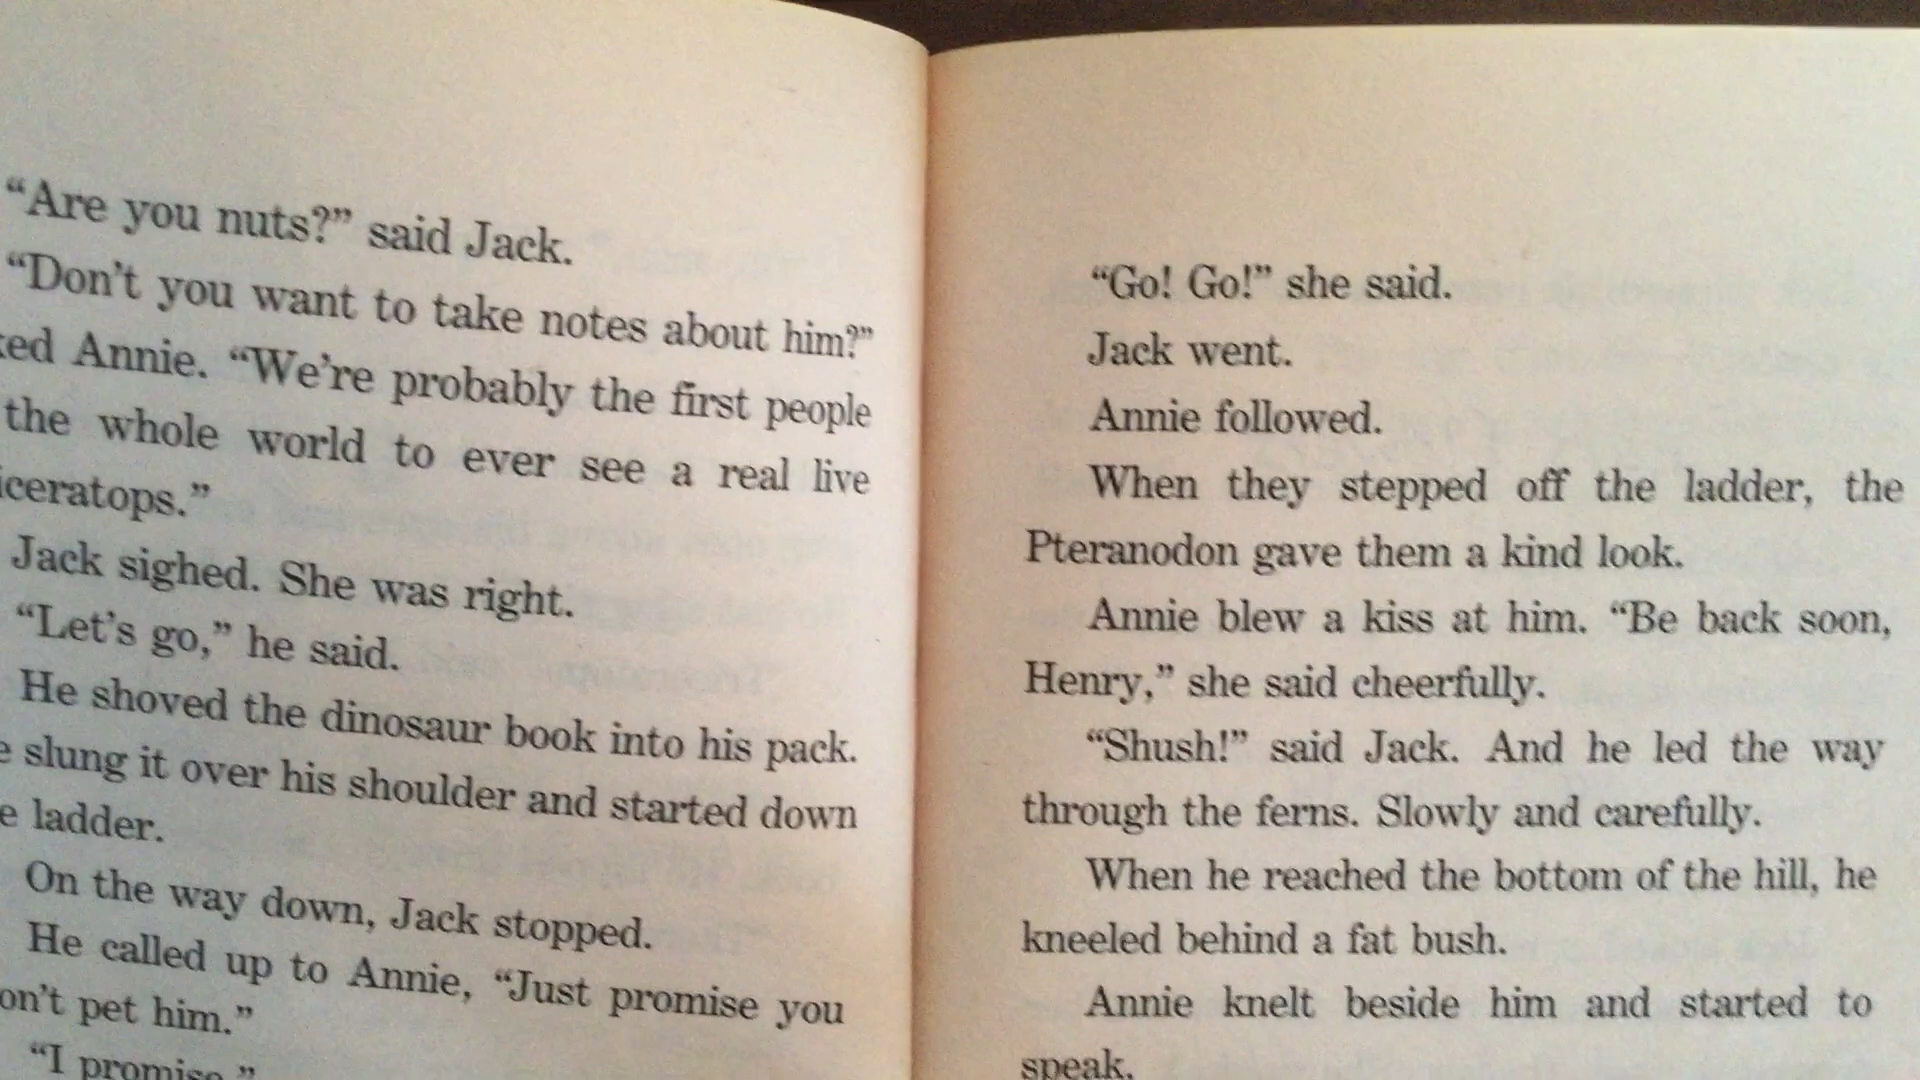 “Are you nuts?” said Jack.
“Don’t you want to take notes about him?”
ked Annie. “We’re probably the first people
the whole world to ever see a real live
iceratops.”
Jack sighed. She was right.
“Let’s go,” he said.
He shoved the dinosaur book into his pack.
e slung it over his shoulder and started down
e ladder.
On the way down, Jack stopped.
He called up to Annie, “Just promise you
on’t pet him.”
“I promise.”
“Go! Go!” she said.
Jack went.
Annie followed.
When they stepped off the ladder, the
Pteranodon gave them a kind look.
Annie blew a kiss at him. “Be back soon,
Henry,” she said cheerfully.
“Shush!” said Jack. And he led the way
through the ferns. Slowly and carefully.
When he reached the bottom of the hill, he
kneeled behind a fat bush.
Annie knelt beside him and started to
speak.